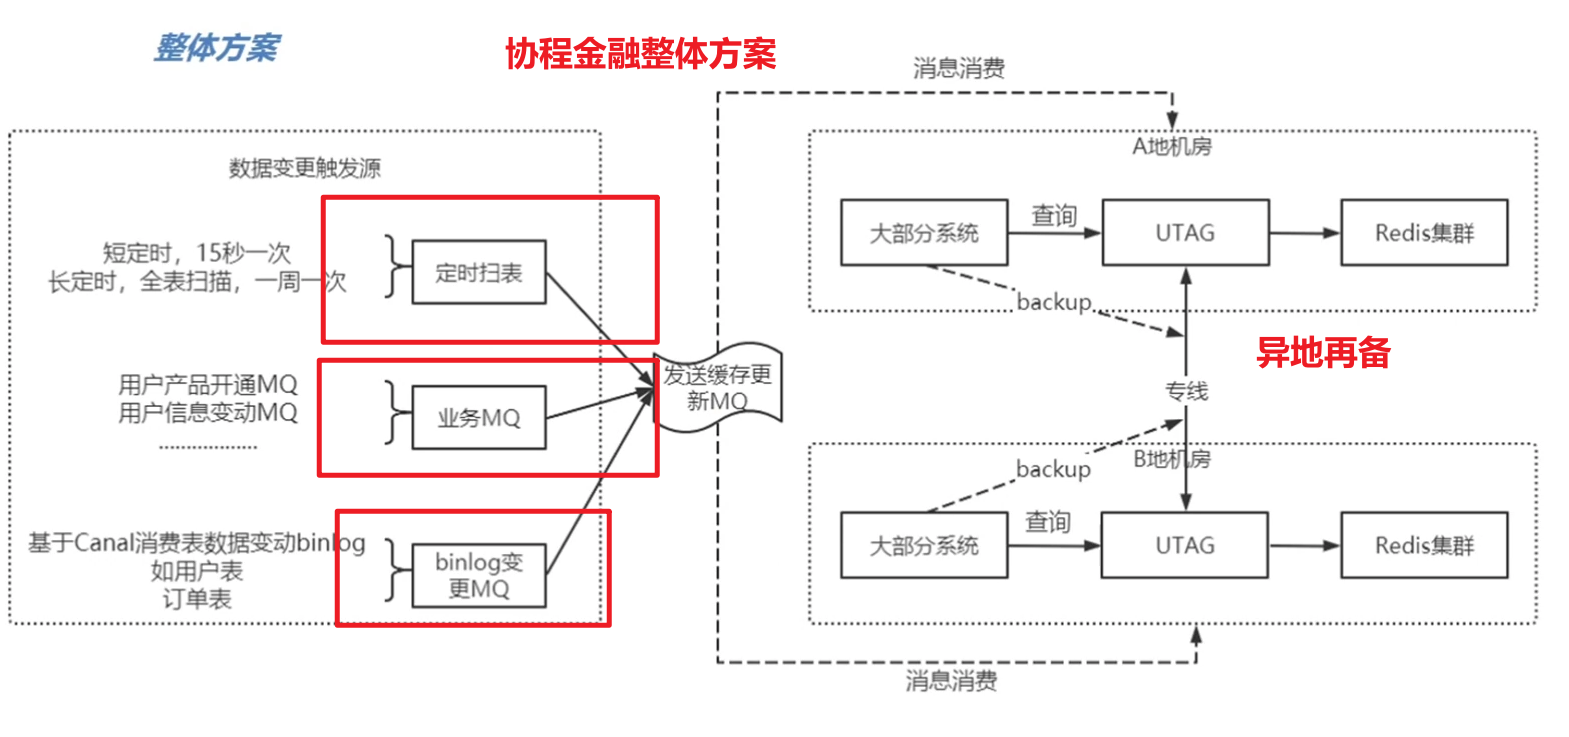 整体方案
协程金融整体方案
数据变更触发源
短定时，15秒一次
长定时，全表扫描，一周一次
定时扫表
用户产品开通MQ
用户信息变动MQ
业务MQ
基于Canal消费表数据变动binlog
如用户表
订单表
binlog变
更MQ
发送缓存更
新MQ
消息消费
A地机房
大部分系统
查询
UTAG
Redis集群
backup
异地再备
专线
backup
B地机房
大部分系统
查询
UTAG
Redis集群
消息消费